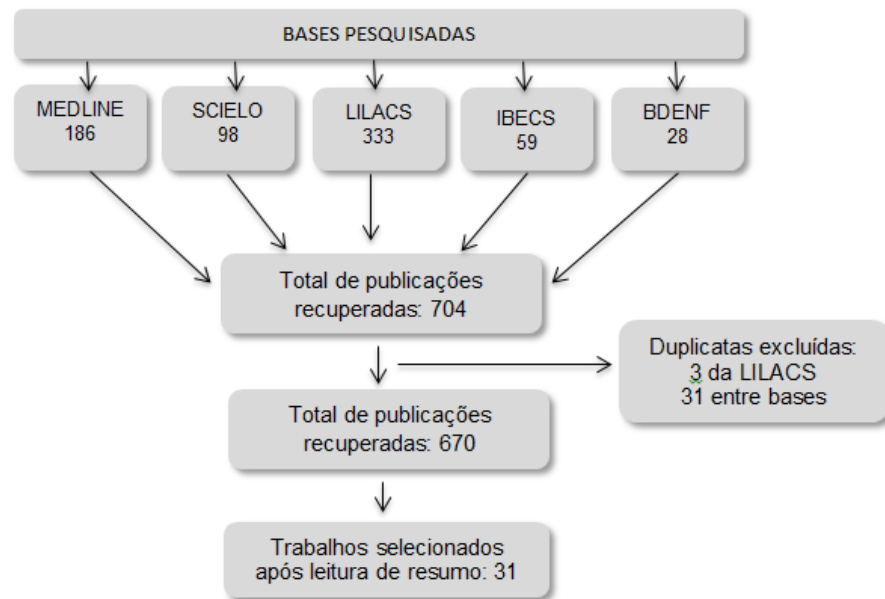 BASES PESQUISADAS
MEDLINE
186
SCIELO
98
LILACS
333
IBECS
59
BDENF
28
Total de publicações
recuperadas: 704
Duplicatas excluídas:
3 da LILACS
31 entre bases
Total de publicações
recuperadas: 670
Trabalhos selecionados
após leitura de resumo: 31